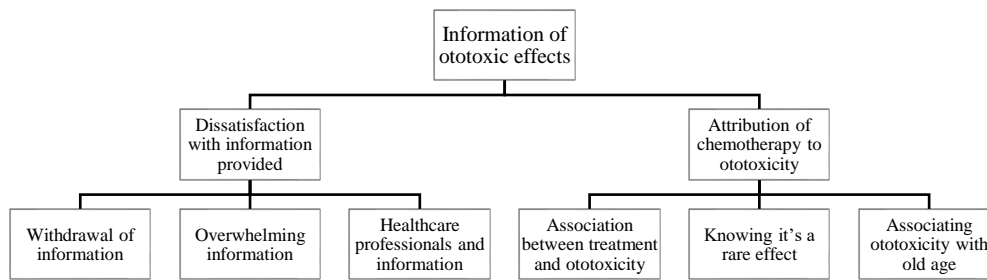 Information of
ototoxic effects
Dissatisfaction
with information
provided
Attribution of
chemotherapy to
ototoxicity
Withdrawal of
information
Overwhelming
information
Healthcare
professionals and
information
Association
between treatment
and ototoxicity
Knowing it's a
rare effect
Associating
ototoxicity with
old age